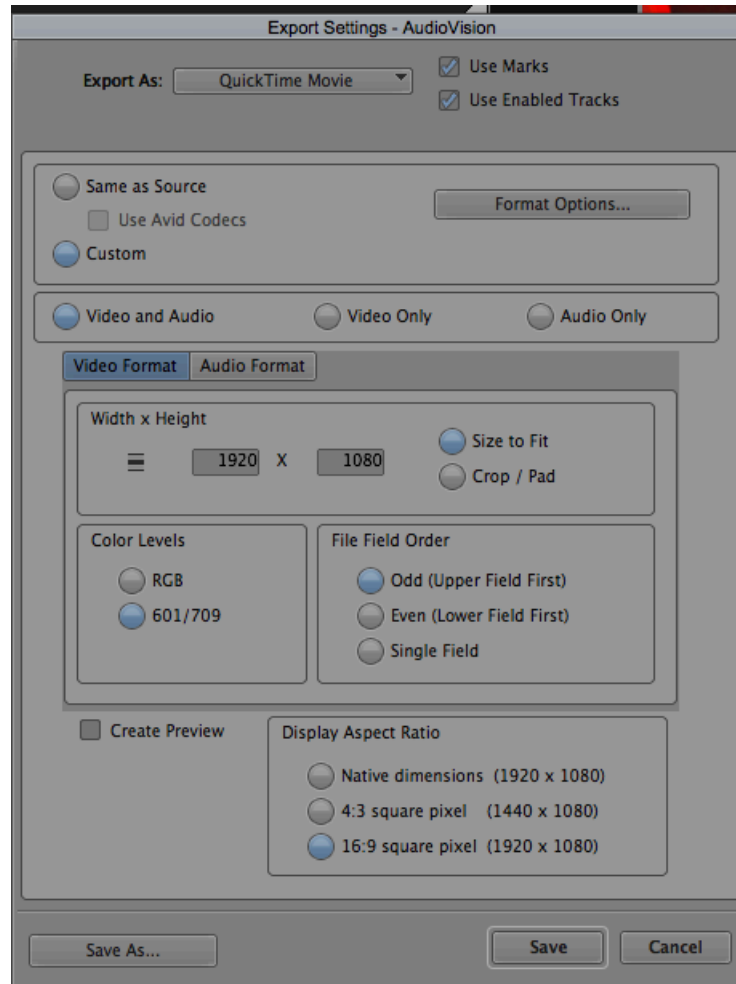 Export Settings - AudioVision
Export As: QuickTime Movie
Use Marks
Use Enabled Tracks
Same as Source
Use Avid Codecs
Format Options...
Custom
Video and Audio Video Only Audio Only
Video Format Audio Format
Width x Height
1920 X 1080
Size to Fit
Crop / Pad
Color Levels
RGB
601/709
File Field Order
Odd (Upper Field First)
Even (Lower Field First)
Single Field
Create Preview
Display Aspect Ratio
Native dimensions (1920 x 1080)
4:3 square pixel (1440 x 1080)
16:9 square pixel (1920 x 1080)
Save As... Save Cancel